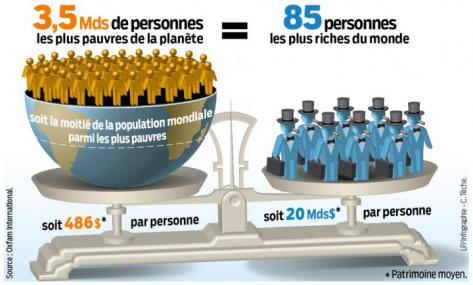 3,5 Mds de personnes
les plus pauvres de la planète
=
85 personnes
les plus riches du monde
soit la moitié de la population mondiale
parmi les plus pauvres
soit 486$* par personne
soit 20 Mds$* par personne
* Patrimoine moyen.
Source : Oxfam International.
LP/Infographie - C. Tèche.